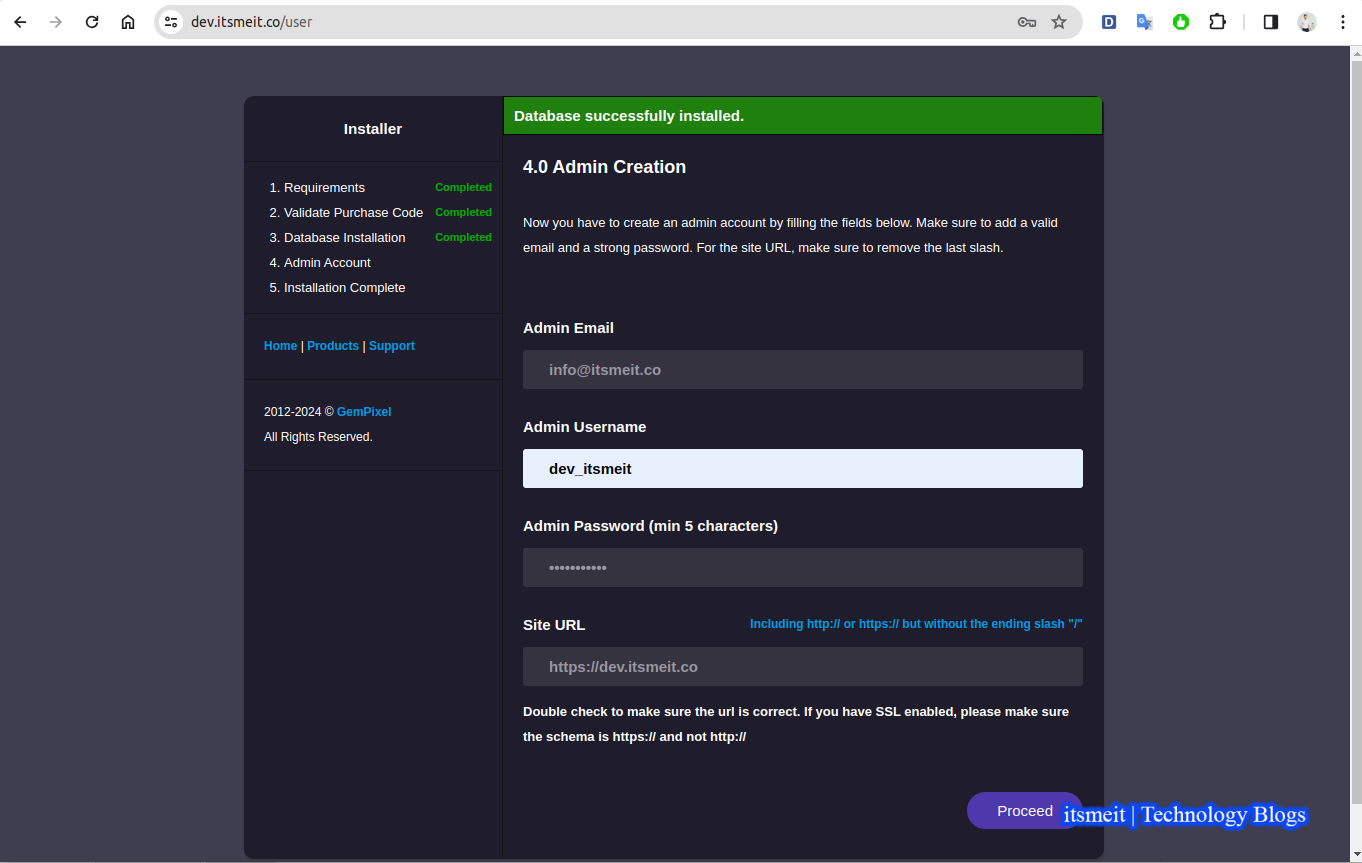 dev.itsmeit.co/user
Installer
1. Requirements Completed
2. Validate Purchase Code Completed
3. Database Installation Completed
4. Admin Account
5. Installation Complete
Home | Products | Support
2012-2024 © GemPixel
All Rights Reserved.
Database successfully installed.
4.0 Admin Creation
Now you have to create an admin account by filling the fields below. Make sure to add a valid
email and a strong password. For the site URL, make sure to remove the last slash.
Admin Email
info@itsmeit.co
Admin Username
dev_itsmeit
Admin Password (min 5 characters)
•••••••••••
Site URL Including http:// or https:// but without the ending slash "/"
https://dev.itsmeit.co
Double check to make sure the url is correct. If you have SSL enabled, please make sure
the schema is https:// and not http://
Proceed
itsmeit | Technology Blogs